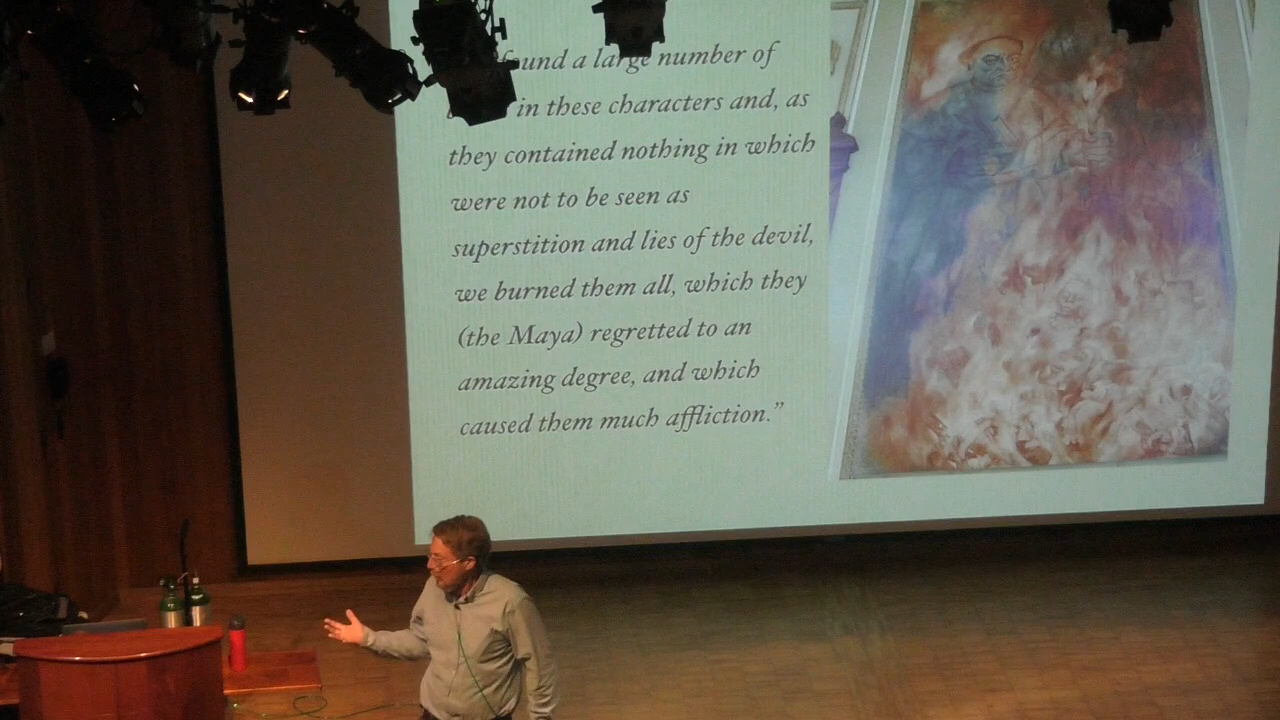 found a large number of
in these characters and, as
they contained nothing in which
were not to be seen as
superstition and lies of the devil,
we burned them all, which they
(the Maya) regretted to an
amazing degree, and which
caused them much affliction.”